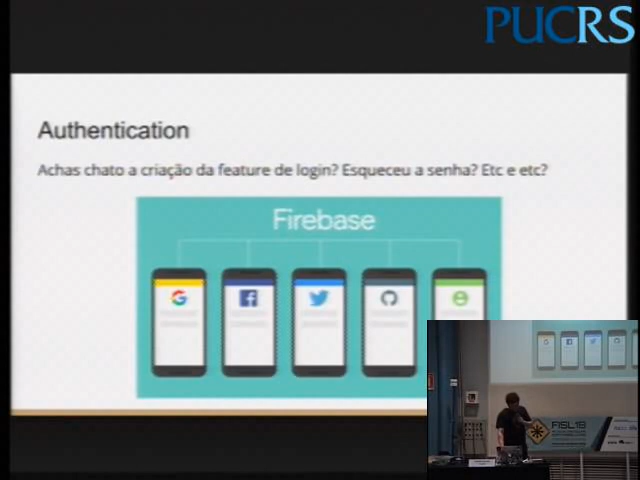 PUCRS
Authentication
Achas chato a criação da feature de login? Esqueceu a senha? Etc e etc?
Firebase
FISL18